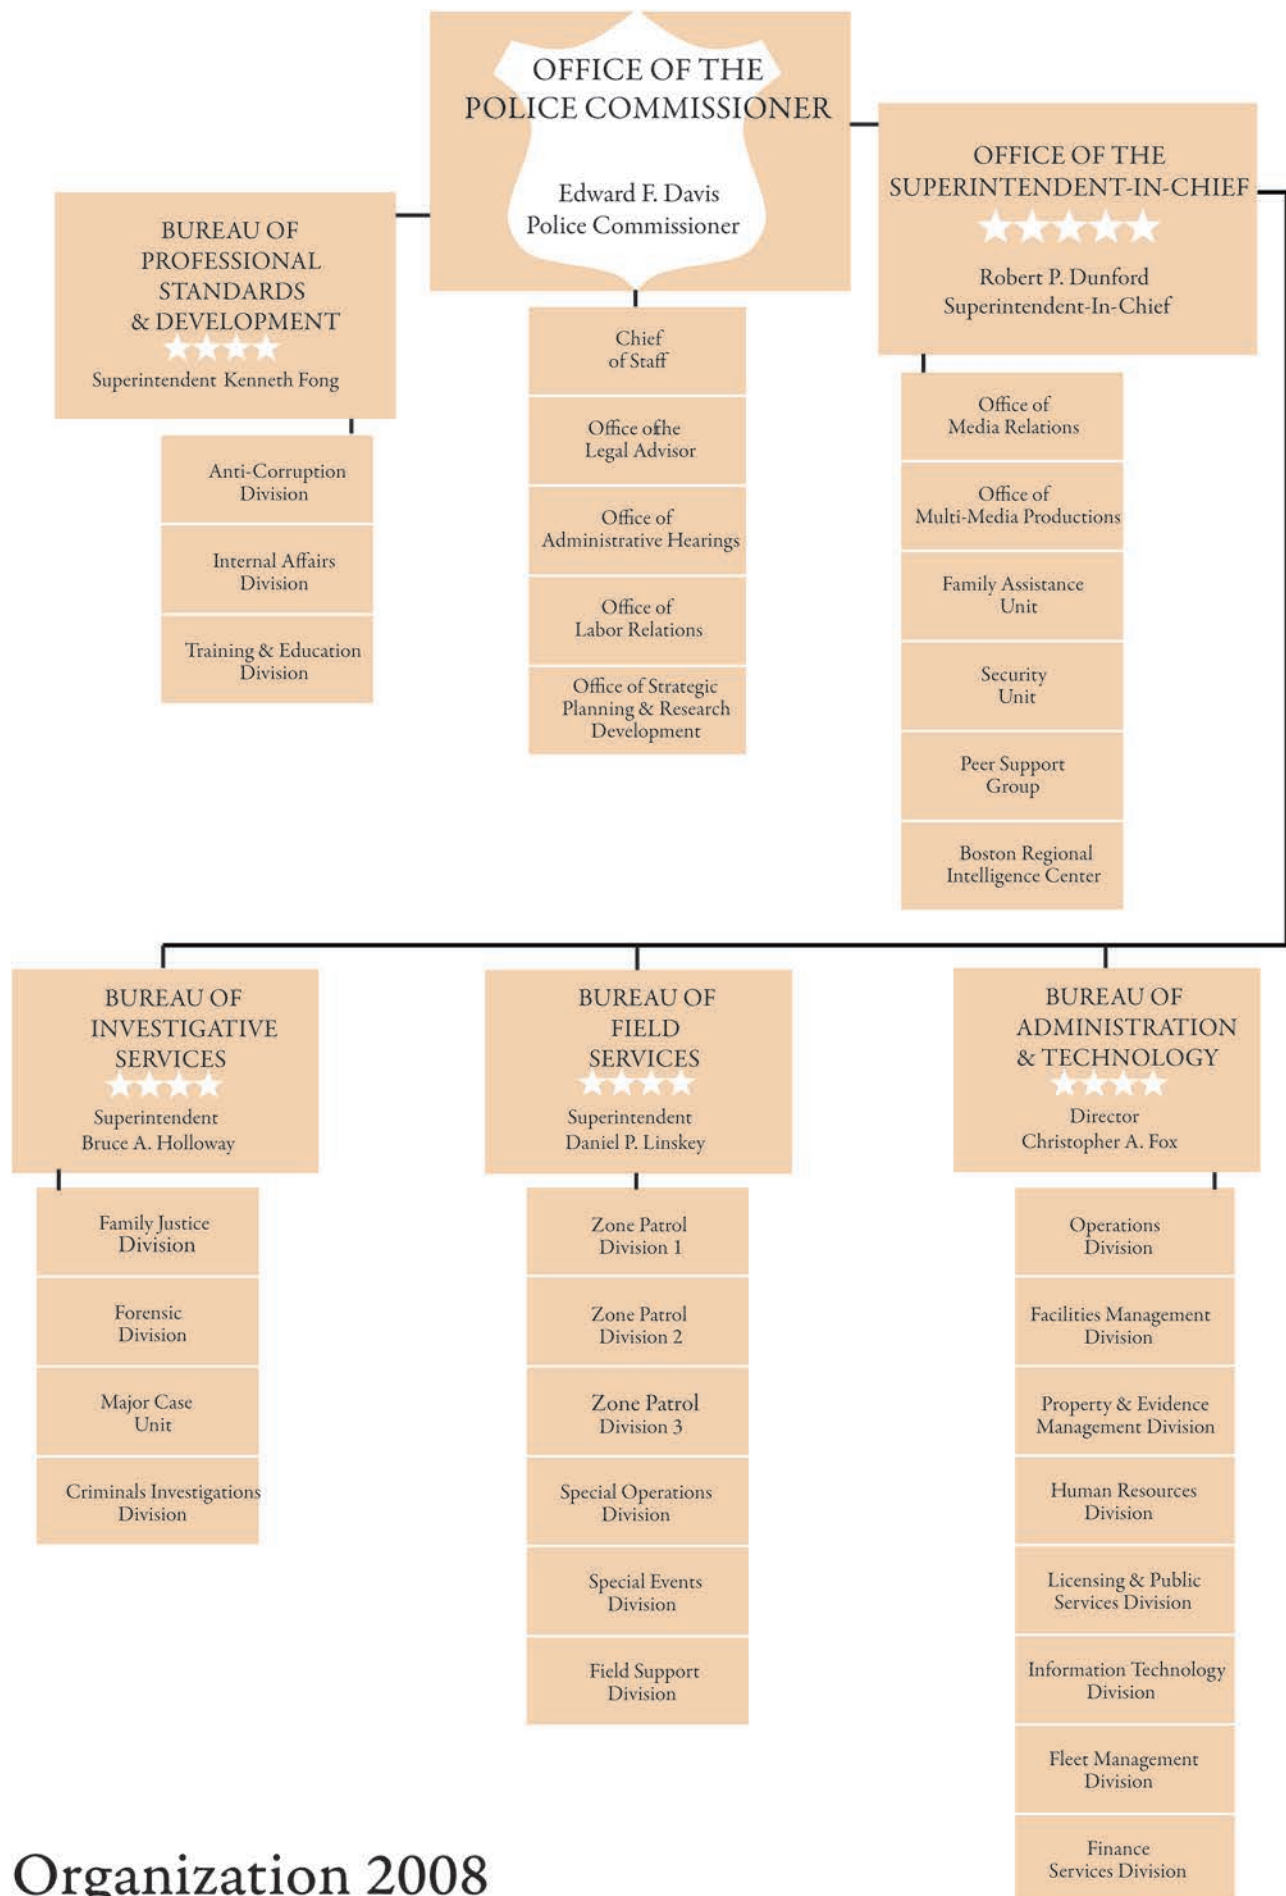 OFFICE OF THE
POLICE COMMISSIONER
Edward F. Davis
Police Commissioner
OFFICE OF THE
SUPERINTENDENT-IN-CHIEF
Robert P. Dunford
Superintendent-In-Chief
BUREAU OF
PROFESSIONAL
STANDARDS
& DEVELOPMENT
Superintendent Kenneth Fong
Anti-Corruption
Division
Internal Affairs
Division
Training & Education
Division
Chief
of Staff
Office ofthe
Legal Advisor
Office of
Administrative Hearings
Office of
Labor Relations
Office of Strategic
Planning & Research
Development
Office of
Media Relations
Office of
Multi-Media Productions
Family Assistance
Unit
Security
Unit
Peer Support
Group
Boston Regional
Intelligence Center
BUREAU OF
INVESTIGATIVE
SERVICES
Superintendent
Bruce A. Holloway
Family Justice
Division
Forensic
Division
Major Case
Unit
Criminals Investigations
Division
BUREAU OF
FIELD
SERVICES
Superintendent
Daniel P. Linskey
Zone Patrol
Division 1
Zone Patrol
Division 2
Zone Patrol
Division 3
Special Operations
Division
Special Events
Division
Field Support
Division
BUREAU OF
ADMINISTRATION
& TECHNOLOGY
Director
Christopher A. Fox
Operations
Division
Facilities Management
Division
Property & Evidence
Management Division
Human Resources
Division
Licensing & Public
Services Division
Information Technology
Division
Fleet Management
Division
Finance
Services Division
Organization 2008